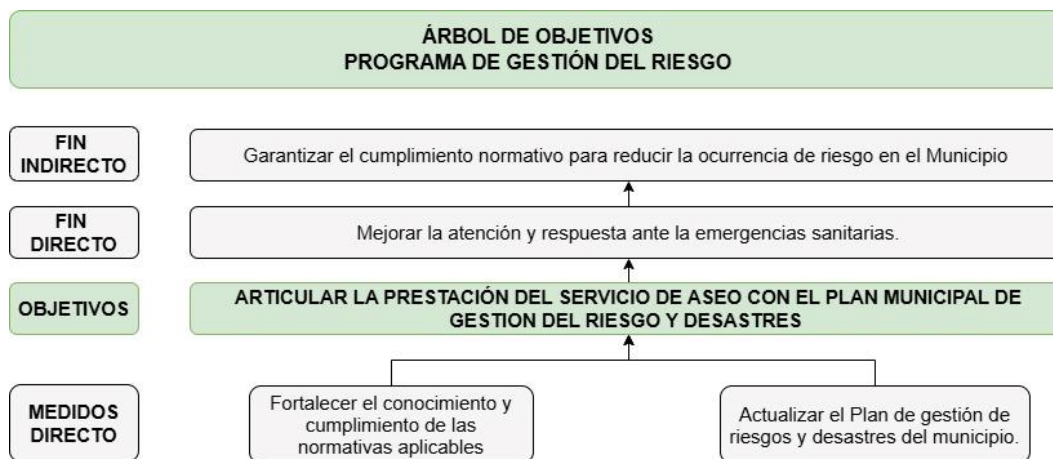 ÁRBOL DE OBJETIVOS
PROGRAMA DE GESTIÓN DEL RIESGO
FIN
INDIRECTO
Garantizar el cumplimiento normativo para reducir la ocurrencia de riesgo en el Municipio
FIN
DIRECTO
Mejorar la atención y respuesta ante la emergencias sanitarias.
OBJETIVOS
ARTICULAR LA PRESTACIÓN DEL SERVICIO DE ASEO CON EL PLAN MUNICIPAL DE
GESTION DEL RIESGO Y DESASTRES
MEDIDOS
DIRECTO
Fortalecer el conocimiento y
cumplimiento de las
normativas aplicables
Actualizar el Plan de gestión de
riesgos y desastres del municipio.